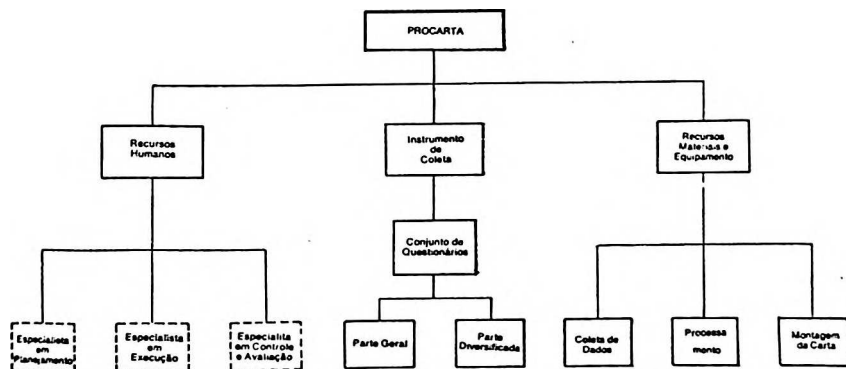 PROCARTA
Recursos
Humanos
Instrumento
de
Coleta
Recursos
Materiais e
Equipamento
Conjunto de
Questionários
Especialista
em
Planejamento
Especialista
em
Execução
Especialita
em Controle
e Avaliação
Parte Geral
Parte
Diversificada
Coleta de
Dados
Processa
mento
Montagem
da Carta